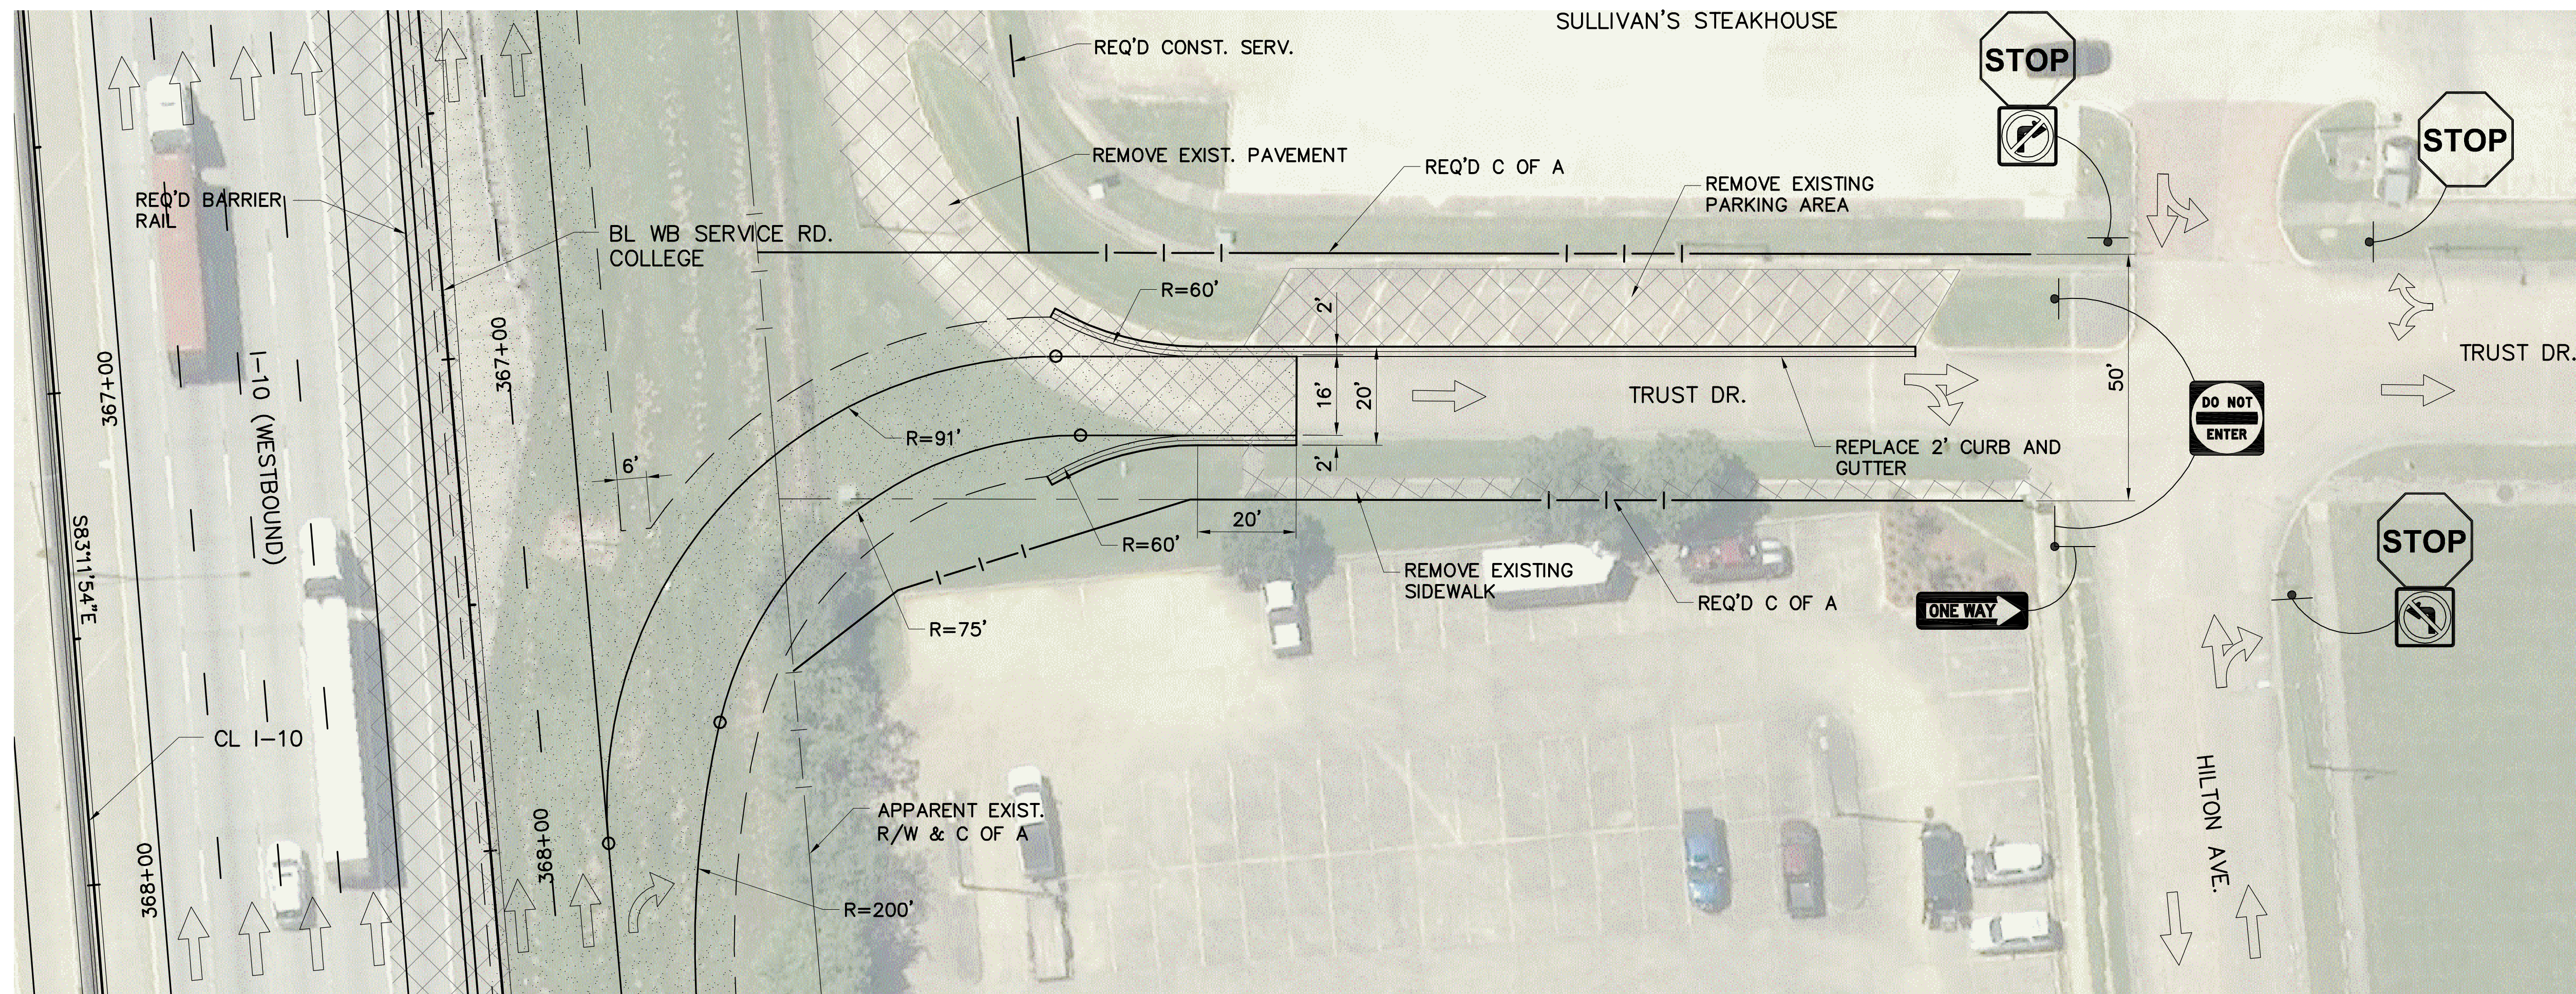 SULLIVAN'S STEAKHOUSE
REQ'D CONST. SERV.
STOP
STOP
REMOVE EXIST. PAVEMENT
REQ'D C OF A
REMOVE EXISTING
PARKING AREA
REQ'D BARRIER
RAIL
BL WB SERVICE RD.
COLLEGE
R=60'
2'
367+00
367+00
I-10 (WESTBOUND)
TRUST DR.
TRUST DR.
16'
20'
50'
DO NOT
ENTER
R=91'
6'
2'
REPLACE 2' CURB AND
GUTTER
20'
R=60'
S83°11'54"E
STOP
REMOVE EXISTING
SIDEWALK
REQ'D C OF A
ONE WAY
R=75'
CL I-10
HILTON AVE.
APPARENT EXIST.
R/W & C OF A
368+00
368+00
R=200'